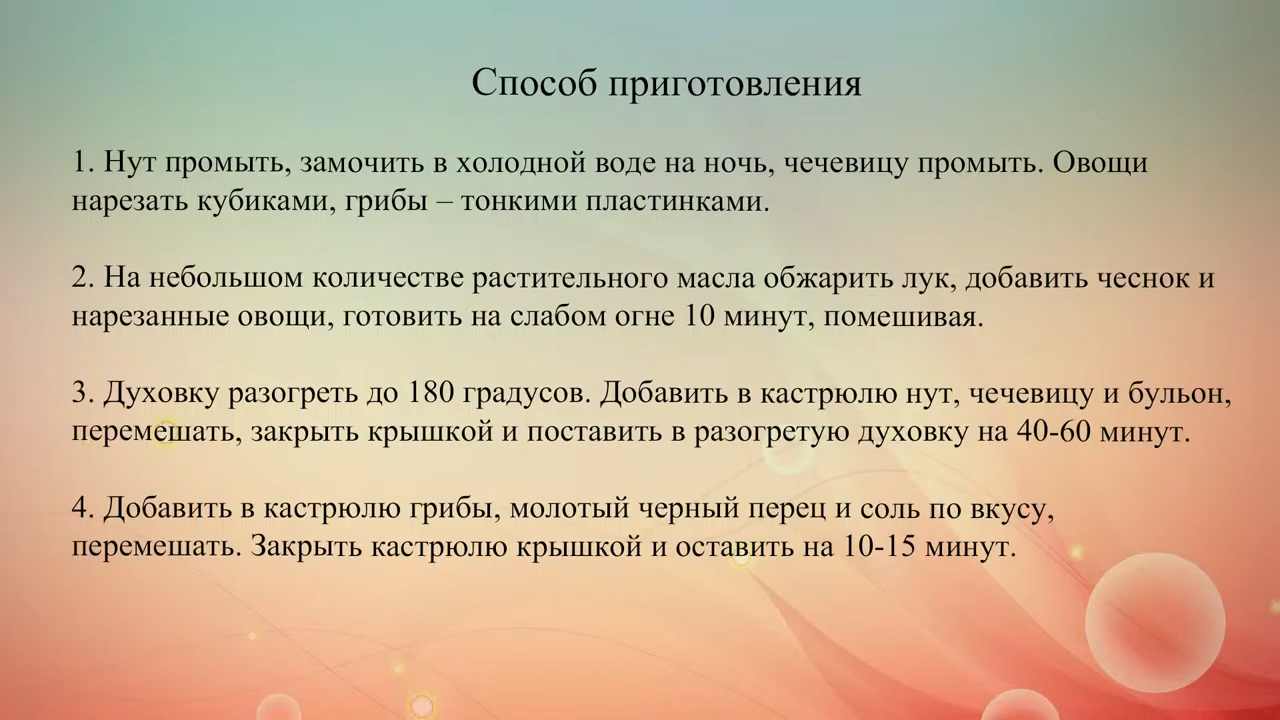 Способ приготовления
1. Нут промыть, замочить в холодной воде на ночь, чечевицу промыть. Овощи
нарезать кубиками, грибы – тонкими пластинками.
2. На небольшом количестве растительного масла обжарить лук, добавить чеснок и
нарезанные овощи, готовить на слабом огне 10 минут, помешивая.
3. Духовку разогреть до 180 градусов. Добавить в кастрюлю нут, чечевицу и бульон,
перемешать, закрыть крышкой и поставить в разогретую духовку на 40-60 минут.
4. Добавить в кастрюлю грибы, молотый черный перец и соль по вкусу,
перемешать. Закрыть кастрюлю крышкой и оставить на 10-15 минут.